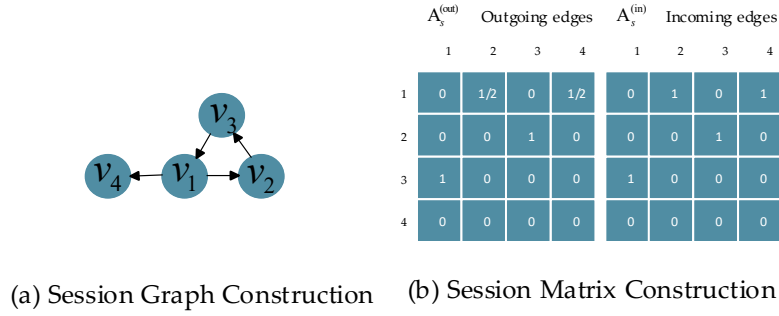 A_s^(out) Outgoing edges A_s^(in) Incoming edges
1 2 3 4 1 2 3 4
1 0 1/2 0 1/2 0 1 0 1
2 0 0 1 0 0 0 1 0
3 1 0 0 0 1 0 0 0
4 0 0 0 0 0 0 0 0
v3
v4 v1 v2
(a) Session Graph Construction (b) Session Matrix Construction